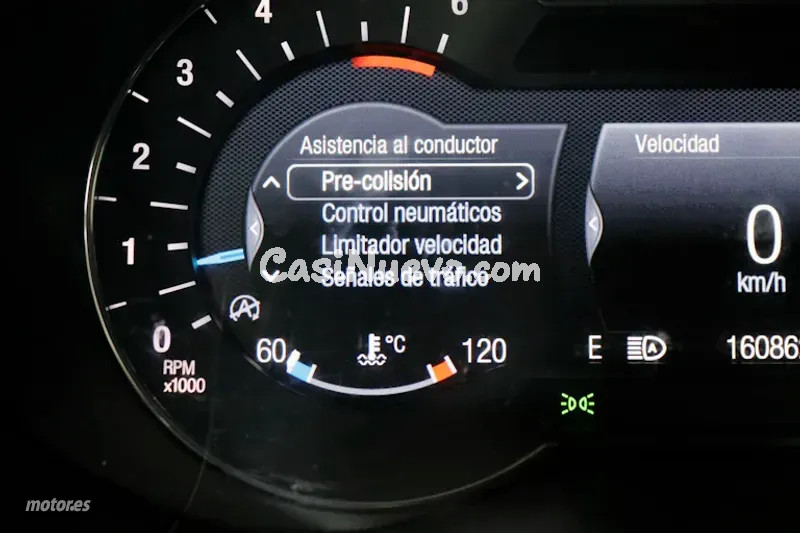 4
6
3
2
1
0
RPM
x1000
Asistencia al conductor
Pre-colisión
Control neumáticos
Limitador velocidad
Señales de tráfico
CasiNuevo.com
60 °C 120
Velocidad
0
km/h
E A
A
motor.es